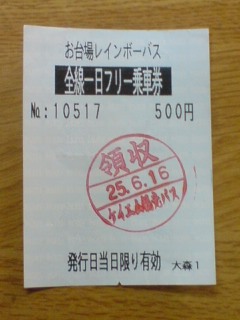 お台場レインボーバス
全線一日フリー乗車券
№:10517 500円
領収
25.6.16
発行日当日限り有効 大森1